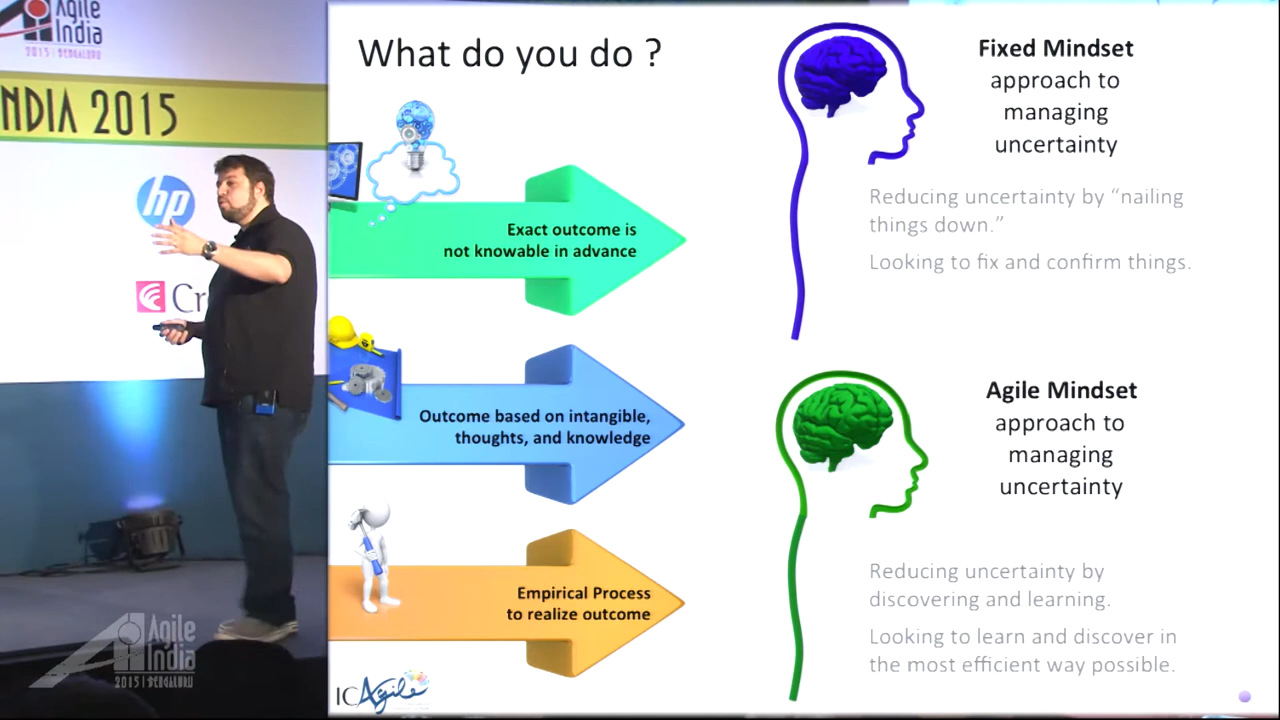 Agile
India
2015 | BENGALURU
NDIA 2015
hp
Cr
What do you do ?
Exact outcome is
not knowable in advance
Outcome based on intangible,
thoughts, and knowledge
Empirical Process
to realize outcome
ICAgile
Fixed Mindset
approach to
managing
uncertainty
Reducing uncertainty by “nailing
things down.”
Looking to fix and confirm things.
Agile Mindset
approach to
managing
uncertainty
Reducing uncertainty by
discovering and learning.
Looking to learn and discover in
the most efficient way possible.
Agile
India
2015 | BENGALURU